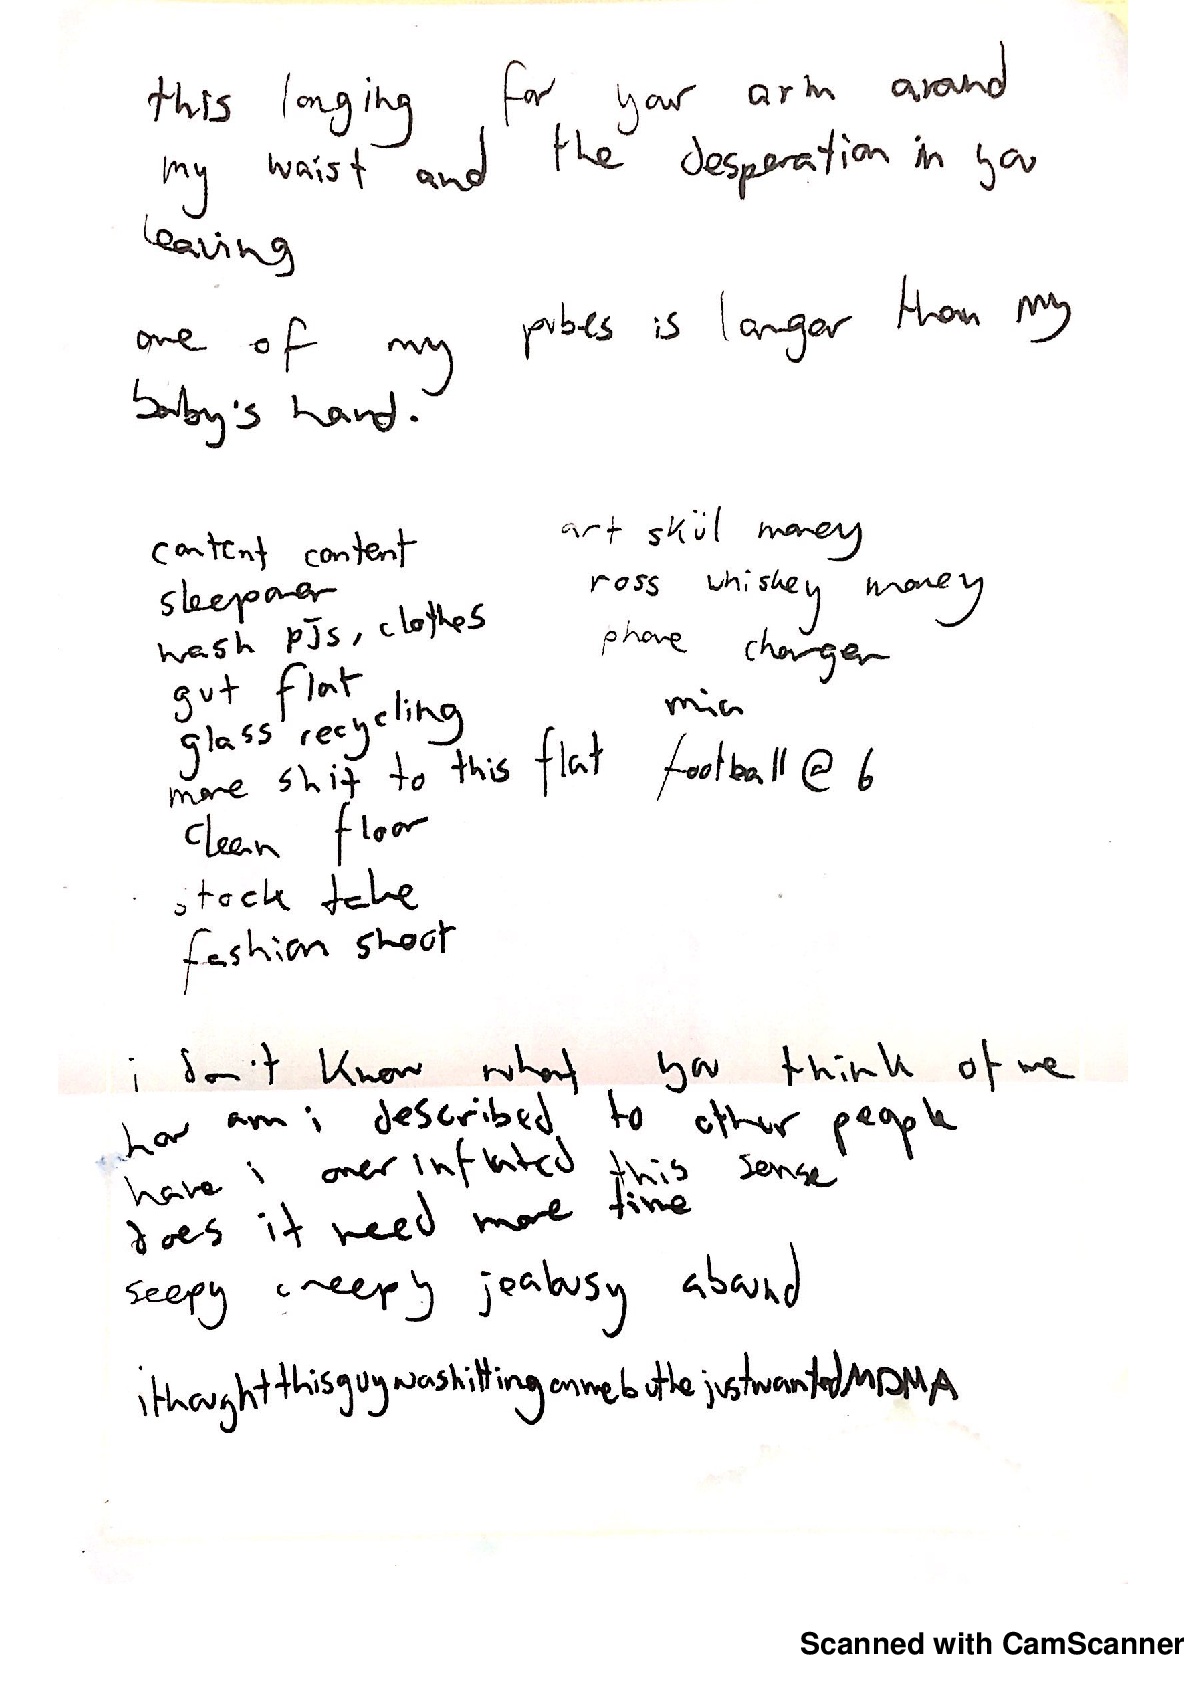 this longing for your arm around
my waist and the desperation in you
leaving
one of my pubes is longer than my
baby's hand.
content content
sleepover
wash pjs, clothes
gut flat
glass recycling
move shit to this flat
clean floor
stock take
fashion shoot
art skül money
ross whiskey money
phone charger
mia
football @ 6
i don't know what you think of me
how am i described to other people
have i over inflated this sense
does it need more time
seepy creepy jealousy abound
ithoughtthisguywashittingonmebuthejustwantedMDMA
Scanned with CamScanner